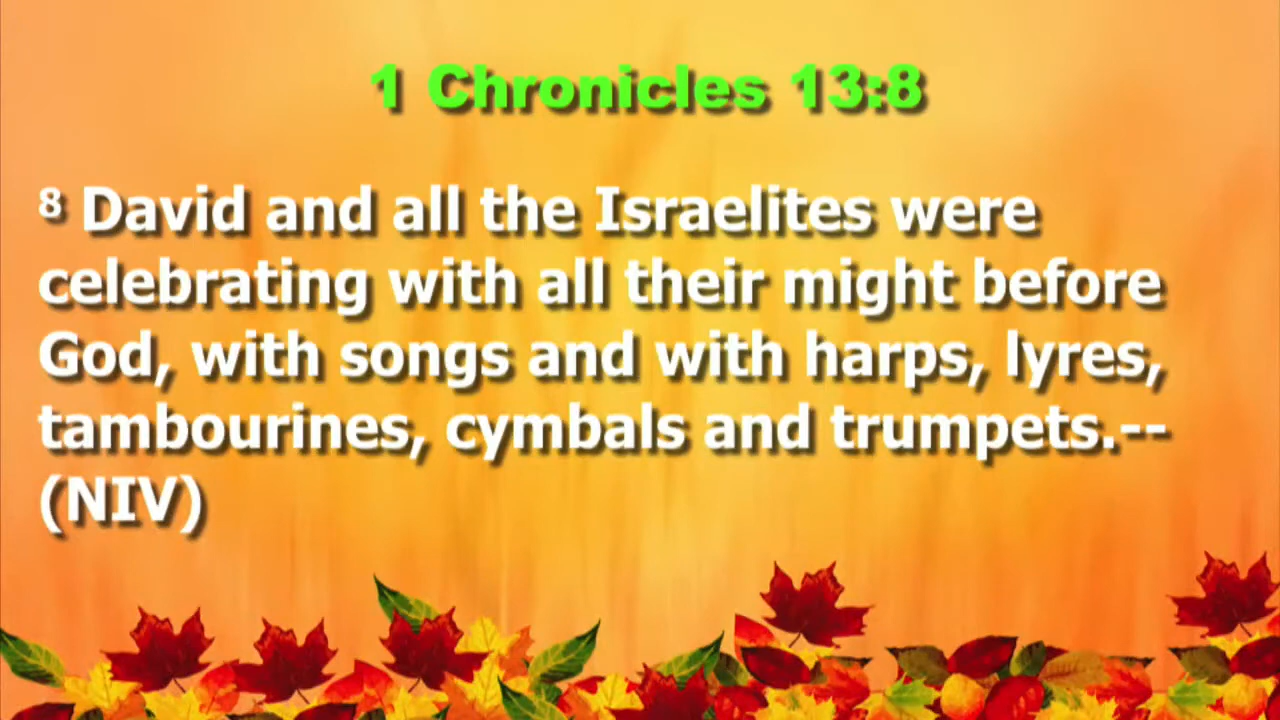 1 Chronicles 13:8
8 David and all the Israelites were
celebrating with all their might before
God, with songs and with harps, lyres,
tambourines, cymbals and trumpets.--
(NIV)